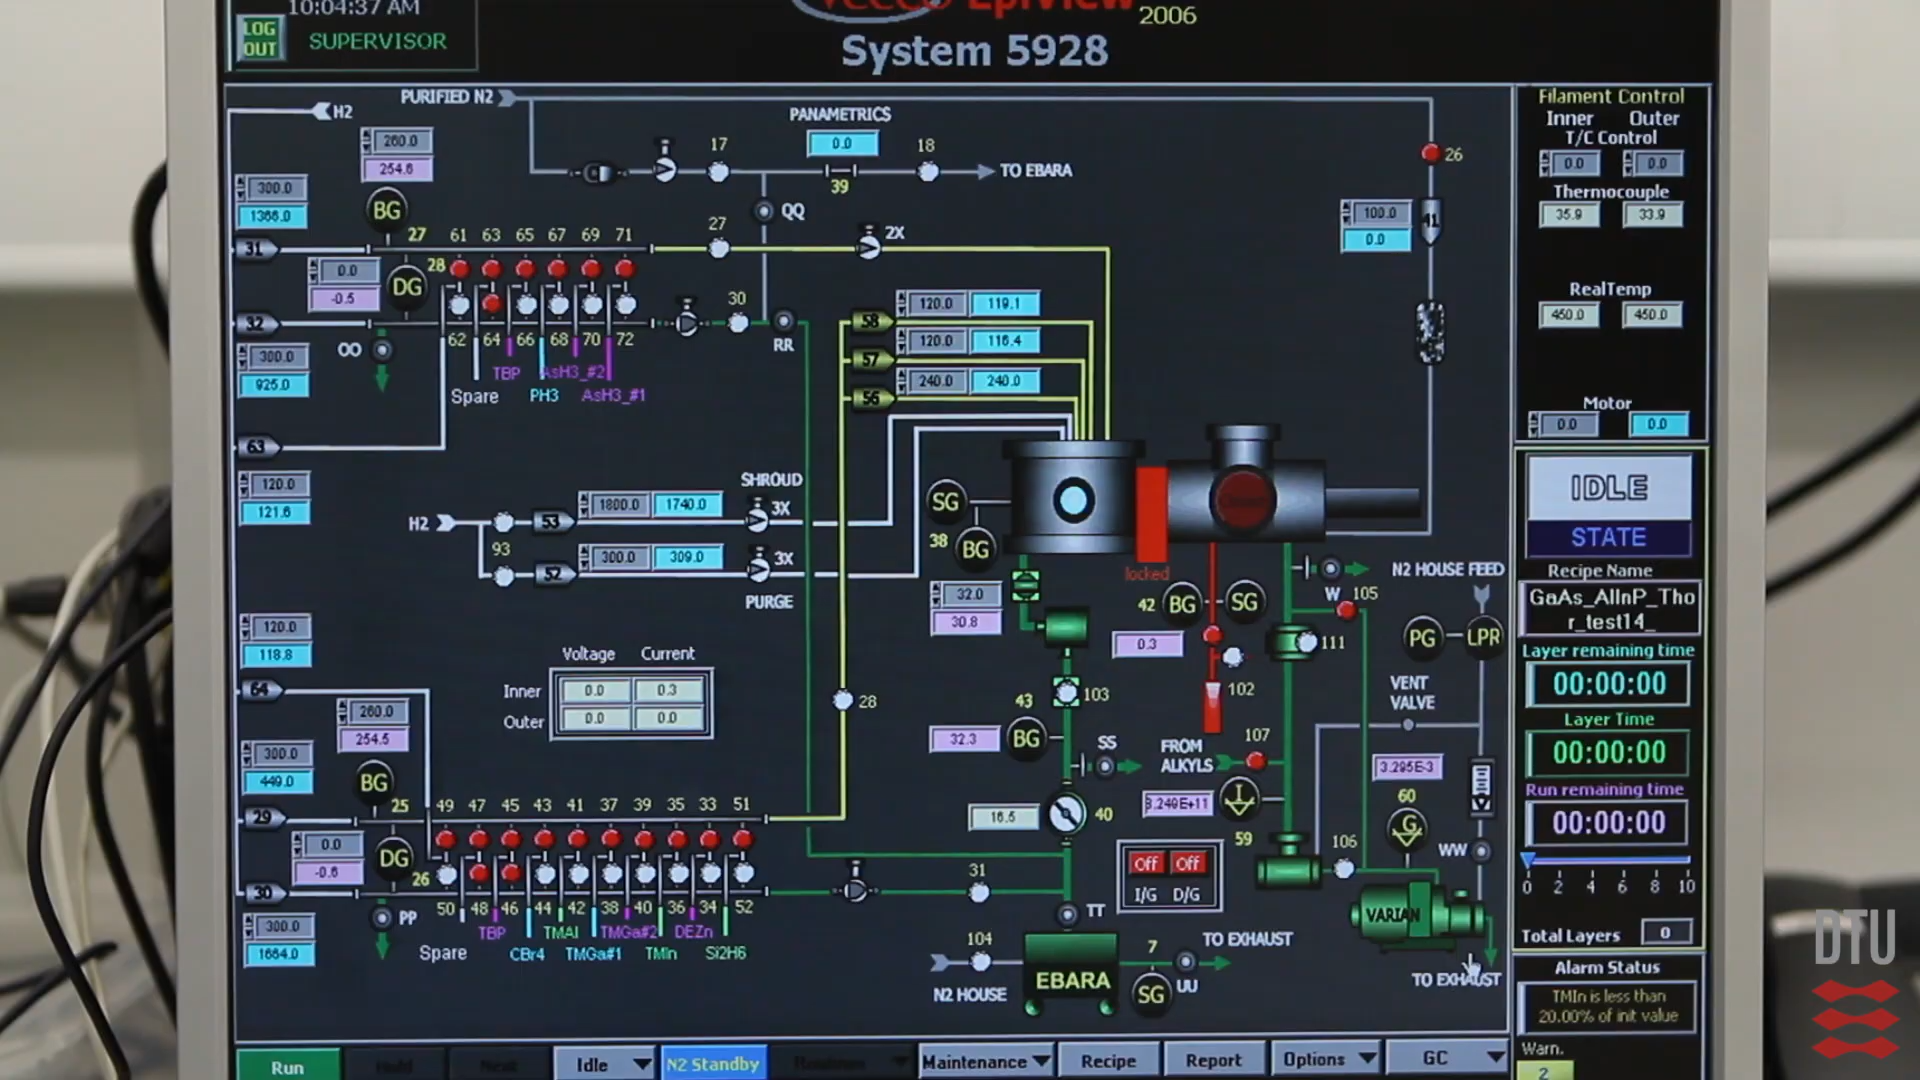 10:04:37 AM
LOG OUT
SUPERVISOR
Veeco EpiView
2006
System 5928
PURIFIED N2
H2
260.0
254.6
PANAMETRICS
0.0
17
18
39
TO EBARA
QQ
26
300.0
1366.0
BG
31
27
61 63 65 67 69 71
27
2X
28
0.0
-0.5
DG
32
30
RR
OO
62 64 66 68 70 72
TBP
AsH3_#2
Spare
PH3
AsH3_#1
300.0
925.0
63
120.0
121.6
100.0
0.0
41
58
120.0
119.1
57
120.0
116.4
56
240.0
240.0
SHROUD
H2
53
1800.0
1740.0
3X
93
52
300.0
309.0
3X
PURGE
SG
38
BG
locked
32.0
30.8
42
BG
SG
0.3
102
N2 HOUSE FEED
W
105
111
PG
LPR
VENT
VALVE
120.0
118.8
64
Voltage Current
Inner 0.0 0.3
Outer 0.0 0.0
28
43
103
32.3
BG
SS
FROM
ALKYLS
107
3.295E-3
60
G
59
106
WW
16.5
40
Off Off
I/G D/G
260.0
254.5
BG
300.0
449.0
29
25
49 47 45 43 41 37 39 35 33 51
0.0
-0.6
DG
26
30
31
PP
50 48 46 44 42 38 40 36 34 52
TBP
TMAl
TMGa#2
DEZn
Spare
CBr4
TMGa#1
TMIn
Si2H6
300.0
1664.0
TT
104
N2 HOUSE
EBARA
7
SG
UU
TO EXHAUST
VARIAN
TO EXHAUST
Filament Control
Inner Outer
T/C Control
0.0 0.0
Thermocouple
35.9 33.9
RealTemp
450.0 450.0
Motor
0.0 0.0
IDLE
STATE
Recipe Name
GaAs_AlInP_Tho
r_test14_
Layer remaining time
00:00:00
Layer Time
00:00:00
Run remaining time
00:00:00
0 2 4 6 8 10
Total Layers 0
Alarm Status
TMIn is less than
20.00% of init value
Warn.
2
Run
Hold
Next
Idle
N2 Standby
Maintenance
Recipe
Report
Options
GC
DTU